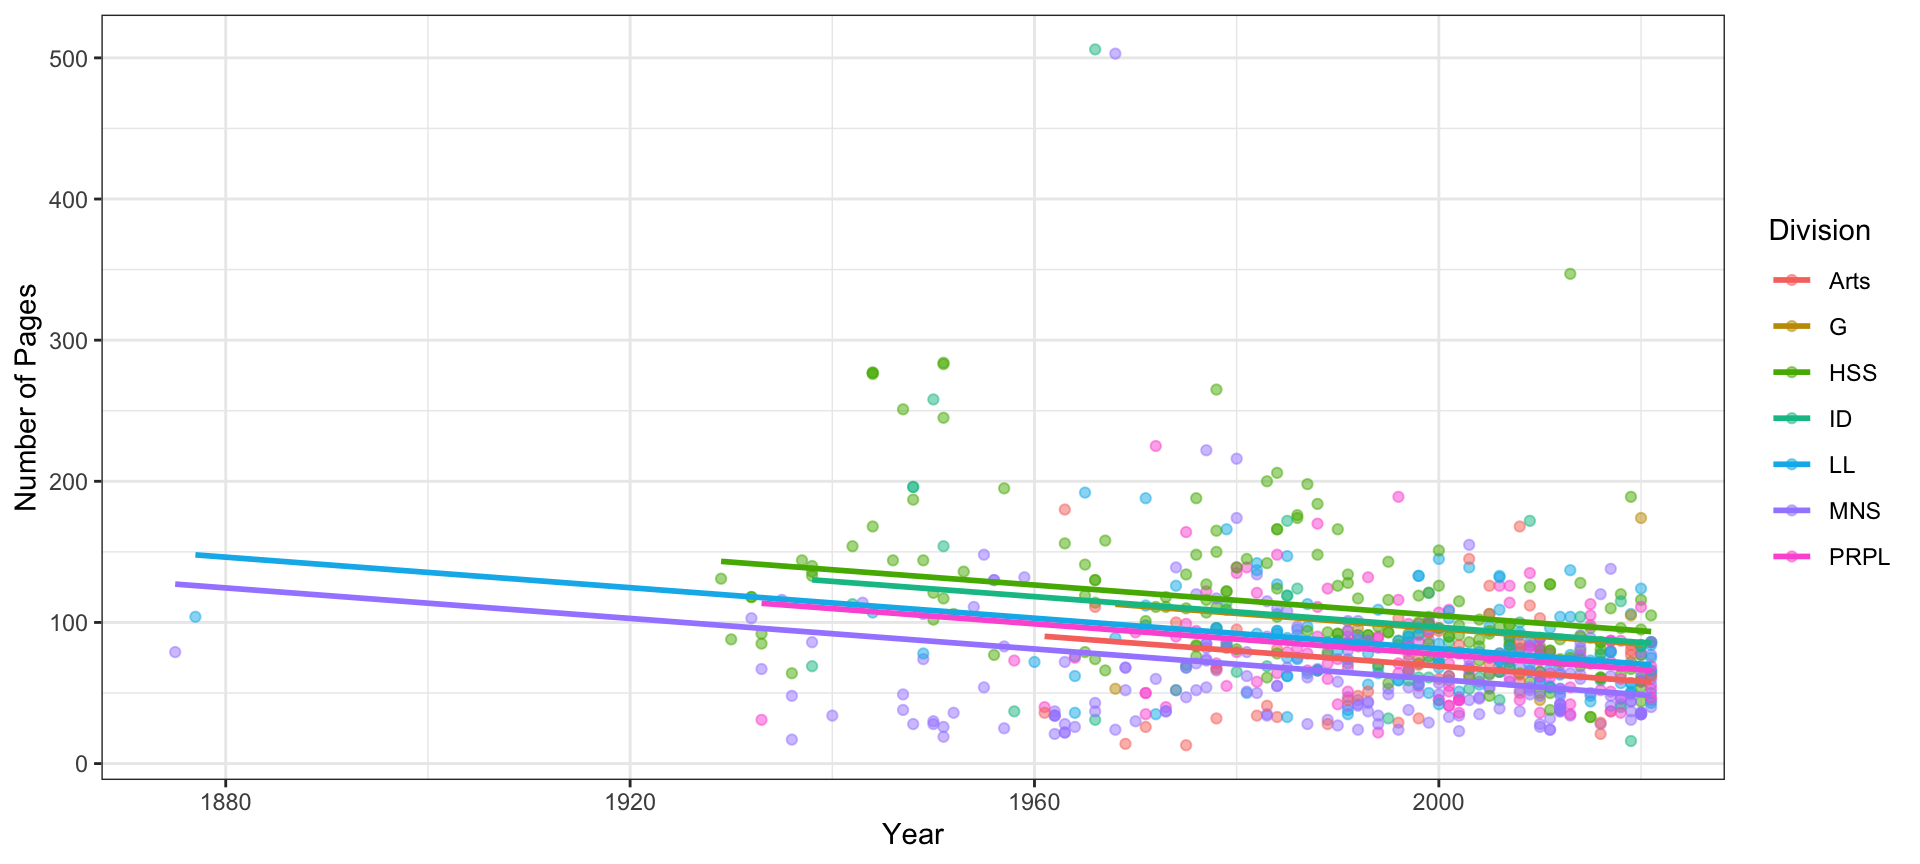 500
400
300
200
100
0
Number of Pages
1880
1920
1960
2000
Year
Division
Arts
G
HSS
ID
LL
MNS
PRPL